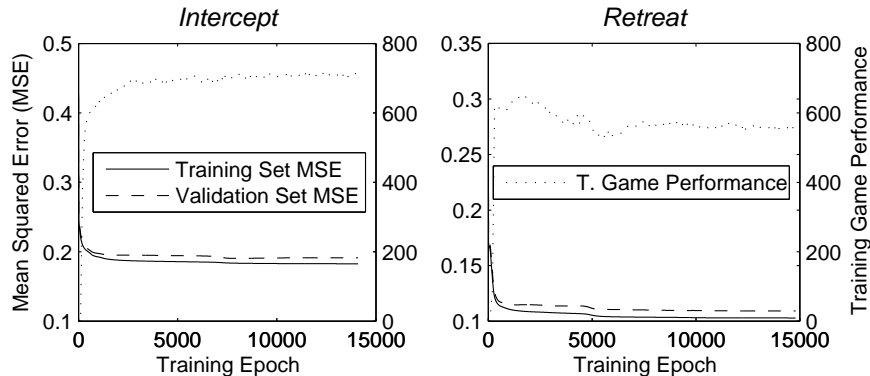 Intercept
Retreat
Mean Squared Error (MSE)
0.5
0.4
0.3
0.2
0.1
800
600
400
200
0
Training Set MSE
Validation Set MSE
0 5000 10000 15000
Training Epoch
0.35
0.3
0.25
0.2
0.15
0.1
800
600
400
200
0
T. Game Performance
0 5000 10000 15000
Training Epoch
Training Game Performance